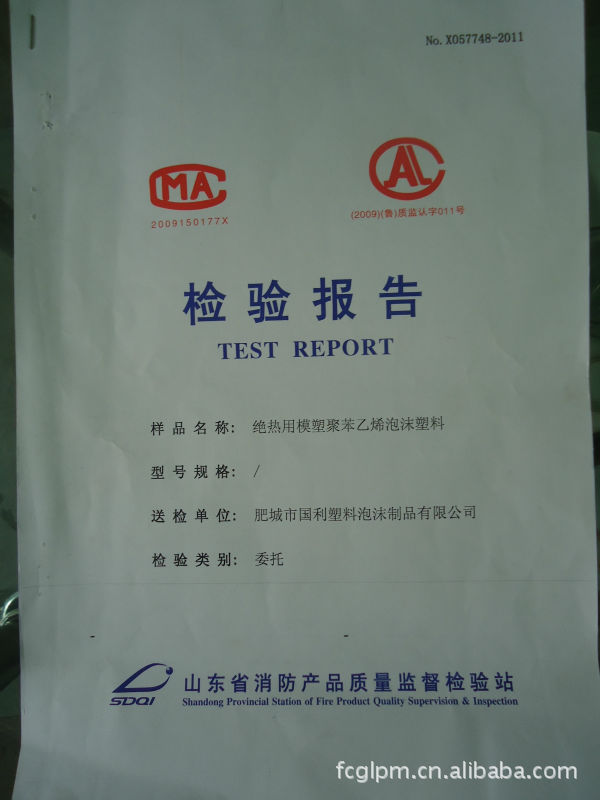 No. X057748-2011
CMA
CAL
2009150177X
(2009)(鲁)质监认字011号
检验报告
TEST REPORT
样品名称: 绝热用模塑聚苯乙烯泡沫塑料
型号规格: /
送检单位: 肥城市国利塑料泡沫制品有限公司
检验类别: 委托
SDQI
山东省消防产品质量监督检验站
Shandong Provincial Station of Fire Product Quality Supervision & Inspection
fcglpm.cn.alibaba.com